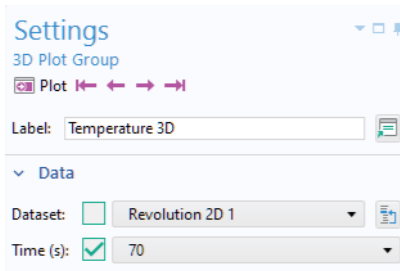 Settings
3D Plot Group
Plot
Label: Temperature 3D
Data
Dataset: Revolution 2D 1
Time (s): 70